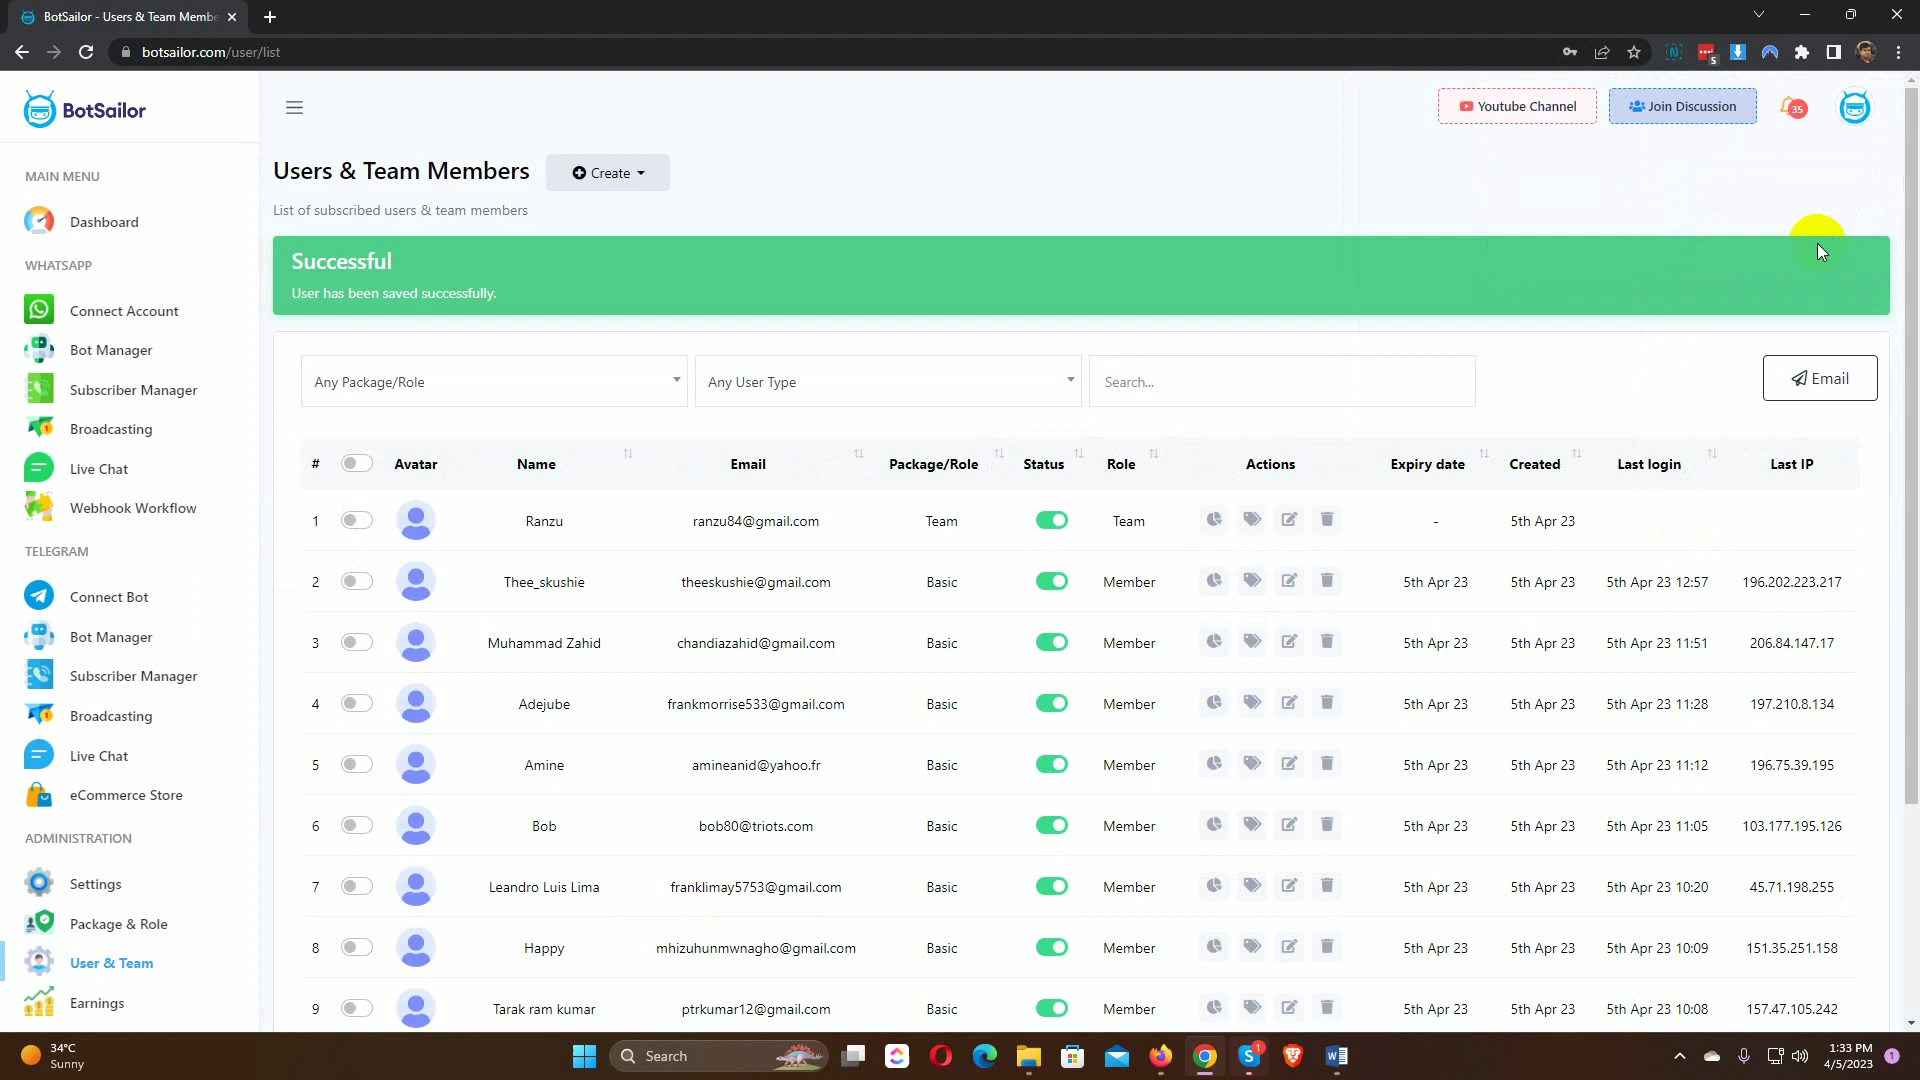 BotSailor - Users & Team Membe
botsailor.com/user/list
5
BotSailor
Youtube Channel
Join Discussion
35
MAIN MENU
Dashboard
WHATSAPP
Connect Account
Bot Manager
Subscriber Manager
Broadcasting
Live Chat
Webhook Workflow
TELEGRAM
Connect Bot
Bot Manager
Subscriber Manager
Broadcasting
Live Chat
eCommerce Store
ADMINISTRATION
Settings
Package & Role
User & Team
Earnings
Users & Team Members
Create
List of subscribed users & team members
Successful
User has been saved successfully.
Any Package/Role
Any User Type
Search...
Email
# Avatar Name Email Package/Role Status Role Actions Expiry date Created Last login Last IP
1 Ranzu ranzu84@gmail.com Team Team - 5th Apr 23
2 Thee_skushie theeskushie@gmail.com Basic Member 5th Apr 23 5th Apr 23 5th Apr 23 12:57 196.202.223.217
3 Muhammad Zahid chandiazahid@gmail.com Basic Member 5th Apr 23 5th Apr 23 5th Apr 23 11:51 206.84.147.17
4 Adejube frankmorrise533@gmail.com Basic Member 5th Apr 23 5th Apr 23 5th Apr 23 11:28 197.210.8.134
5 Amine amineanid@yahoo.fr Basic Member 5th Apr 23 5th Apr 23 5th Apr 23 11:12 196.75.39.195
6 Bob bob80@triots.com Basic Member 5th Apr 23 5th Apr 23 5th Apr 23 11:05 103.177.195.126
7 Leandro Luis Lima franklimay5753@gmail.com Basic Member 5th Apr 23 5th Apr 23 5th Apr 23 10:20 45.71.198.255
8 Happy mhizuhunmwnagho@gmail.com Basic Member 5th Apr 23 5th Apr 23 5th Apr 23 10:09 151.35.251.158
9 Tarak ram kumar ptrkumar12@gmail.com Basic Member 5th Apr 23 5th Apr 23 5th Apr 23 10:08 157.47.105.242
34°C
Sunny
Search
1
1:33 PM
4/5/2023
1